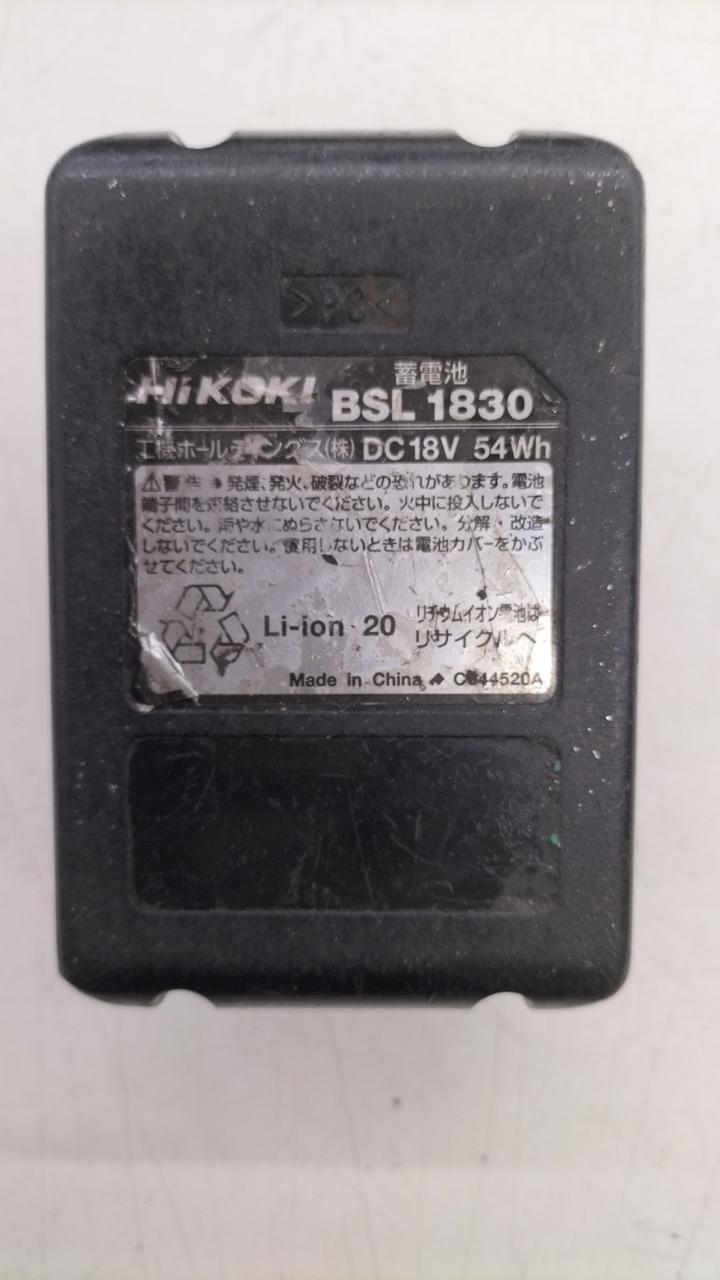 >PC<
HiKOKI
蓄電池
BSL 1830
工機ホールディングス(株) DC 18V 54Wh
⚠警告 発煙、発火、破裂などの恐れがあります。電池
端子間を短絡させないでください。火中に投入しないで
ください。雨や水にぬらさないでください。分解・改造
しないでください。使用しないときは電池カバーをかぶ
せてください。
Li-ion 20
リチウムイオン電池は
リサイクルへ
Made in China